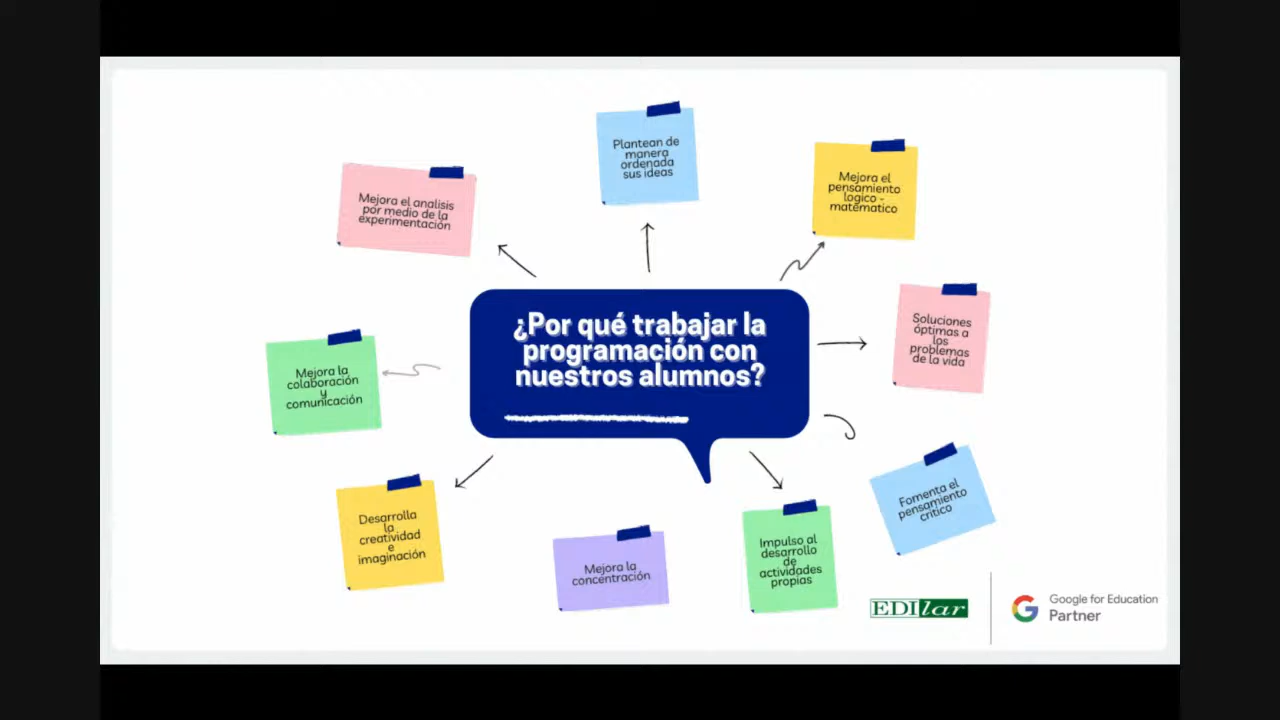 ¿Por qué trabajar la
programación con
nuestros alumnos?
Plantean de
manera
ordenada
sus ideas
Mejora el
pensamiento
lógico -
matemático
Soluciones
óptimas a
los
problemas
de la vida
Fomenta el
pensamiento
crítico
Impulso al
desarrollo
de
actividades
propias
Mejora la
concentración
Desarrolla
la
creatividad
e
imaginación
Mejora la
colaboración
y
comunicación
Mejora el analisis
por medio de la
experimentación
EDIlar
Google for Education
Partner